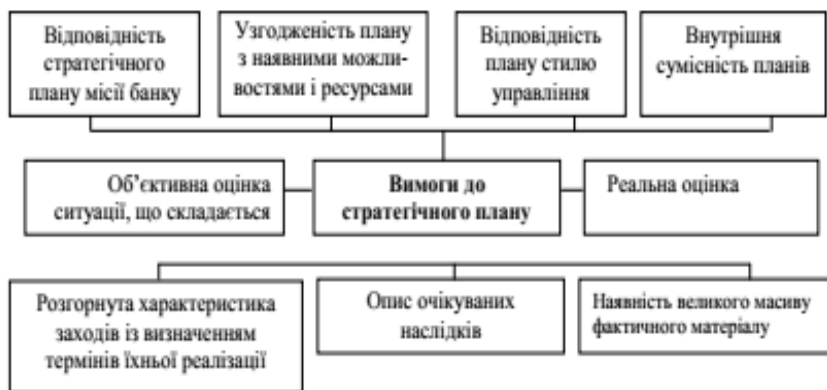 Відповідність
стратегічного
плану місії банку
Узгодженість плану
з наявними можли-
востями і ресурсами
Відповідність
плану стилю
управління
Внутрішня
сумісність планів
Об’єктивна оцінка
ситуації, що складається
Вимоги до
стратегічного плану
Реальна оцінка
Розгорнута характеристика
заходів із визначенням
термінів їхньої реалізації
Опис очікуваних
наслідків
Наявність великого масиву
фактичного матеріалу